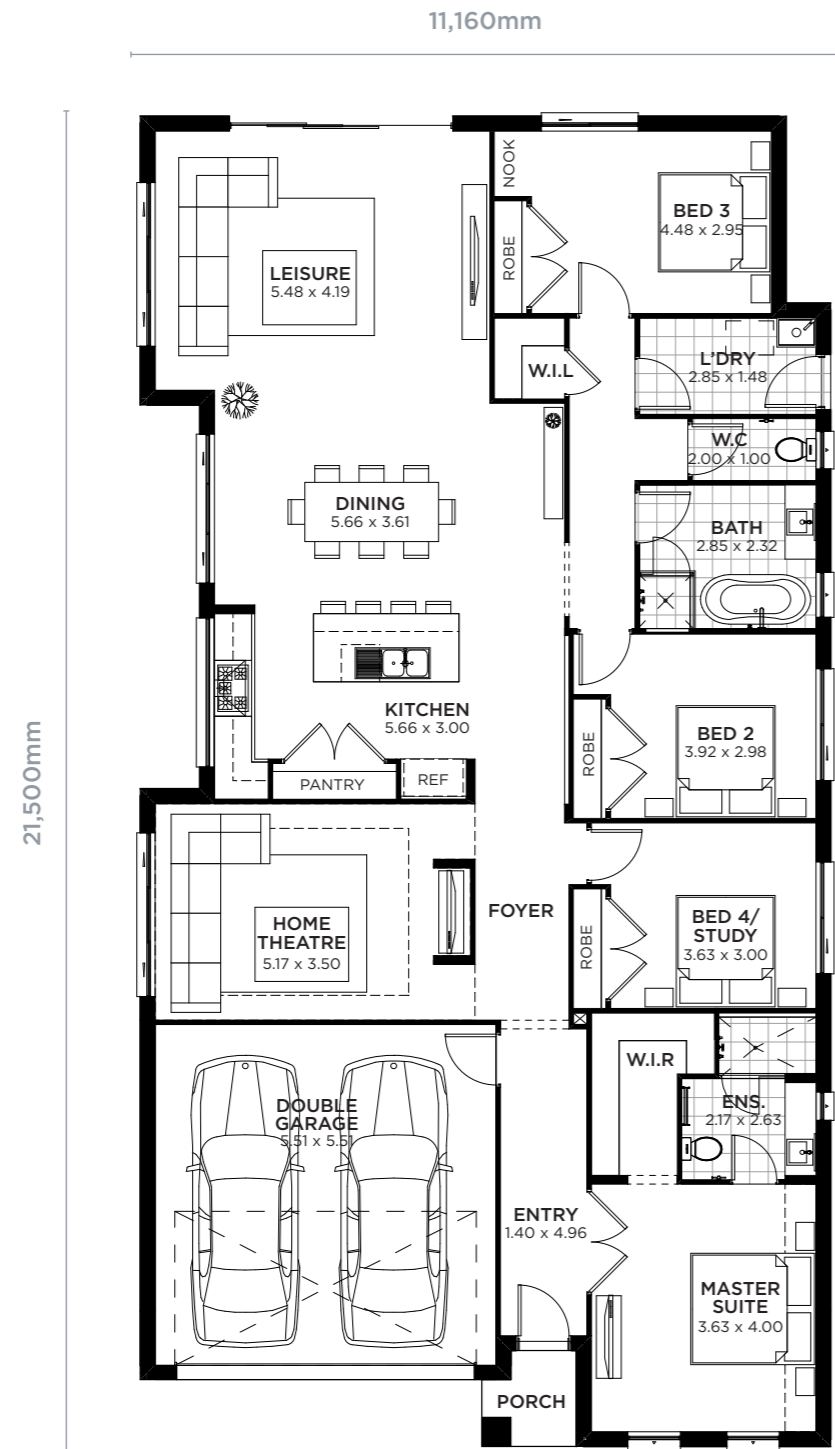 11,160mm
21,500mm
NOOK
BED 3
4.48 x 2.95
ROBE
LEISURE
5.48 x 4.19
W.I.L
L'DRY
2.85 x 1.48
W.C
2.00 x 1.00
DINING
5.66 x 3.61
BATH
2.85 x 2.32
KITCHEN
5.66 x 3.00
BED 2
3.92 x 2.98
ROBE
PANTRY
REF
FOYER
HOME
THEATRE
5.17 x 3.50
BED 4/
STUDY
3.63 x 3.00
ROBE
W.I.R
ENS.
2.17 x 2.63
DOUBLE
GARAGE
5.51 x 5.51
ENTRY
1.40 x 4.96
MASTER
SUITE
3.63 x 4.00
PORCH